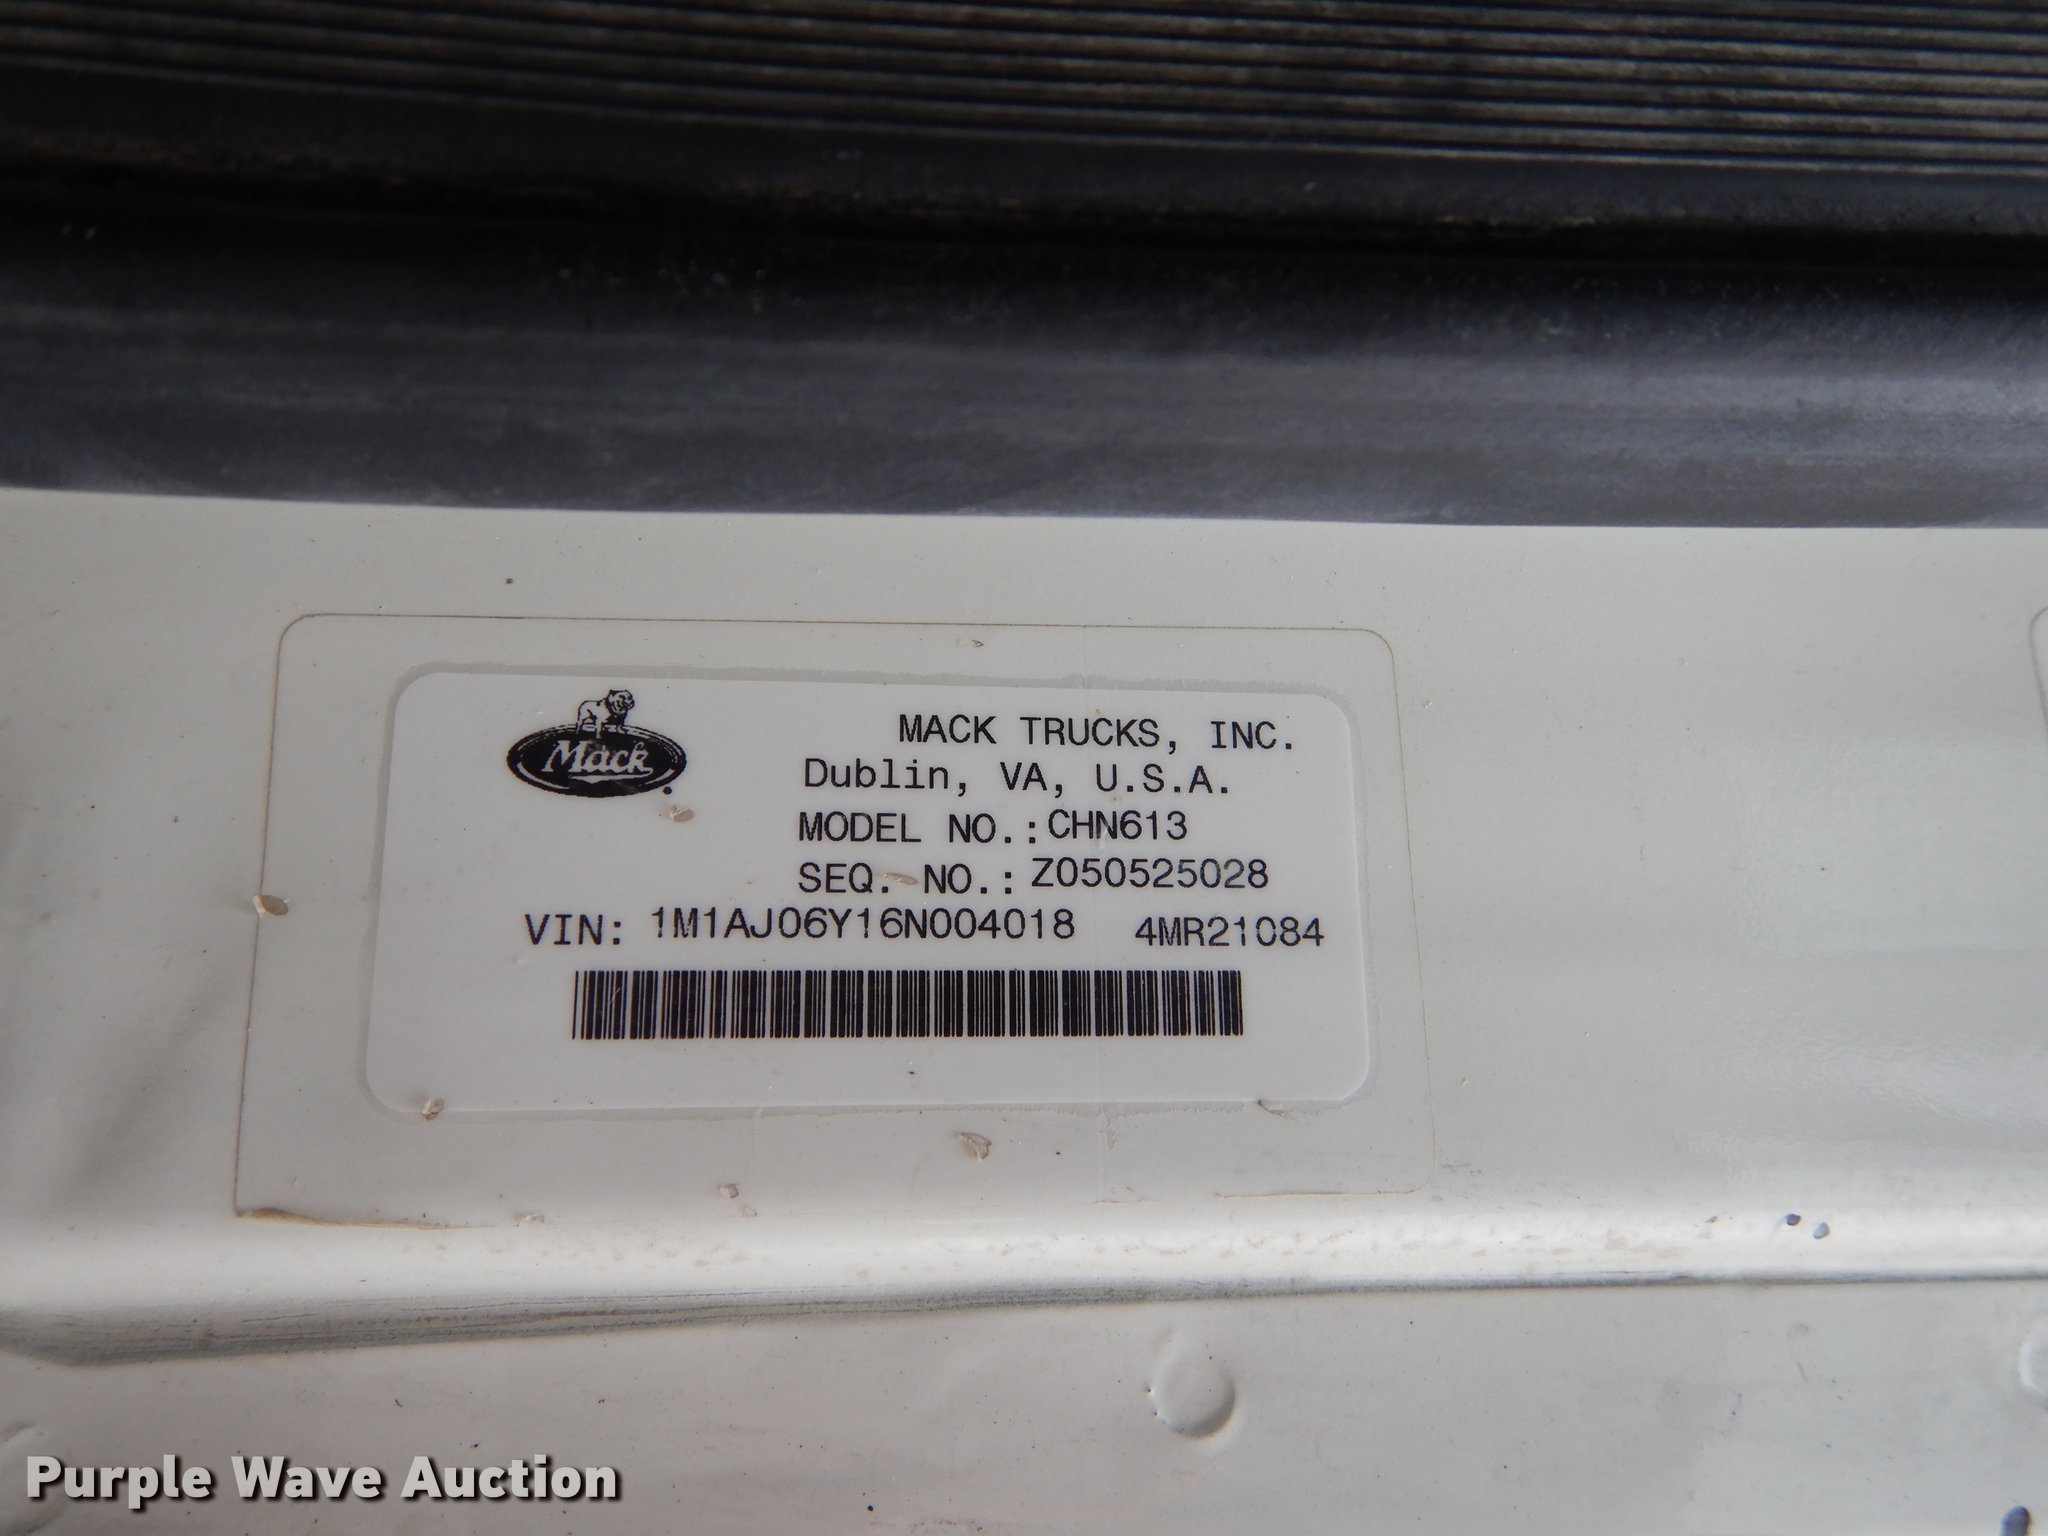 Mack
MACK TRUCKS, INC.
Dublin, VA, U.S.A.
MODEL NO.: CHN613
SEQ. NO.: Z050525028
VIN: 1M1AJ06Y16N004018 4MR21084
Purple Wave Auction